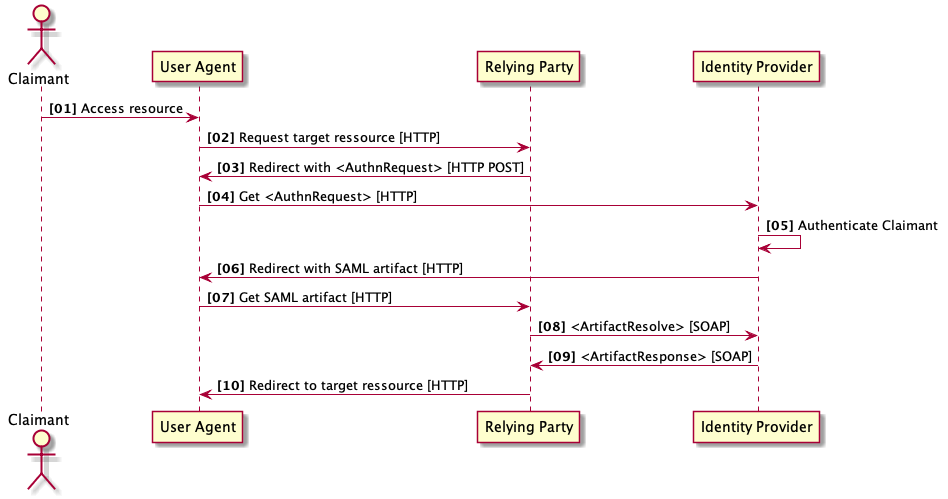 Claimant
User Agent
Relying Party
Identity Provider
[01] Access resource
[02] Request target ressource [HTTP]
[03] Redirect with <AuthnRequest> [HTTP POST]
[04] Get <AuthnRequest> [HTTP]
[05] Authenticate Claimant
[06] Redirect with SAML artifact [HTTP]
[07] Get SAML artifact [HTTP]
[08] <ArtifactResolve> [SOAP]
[09] <ArtifactResponse> [SOAP]
[10] Redirect to target ressource [HTTP]
Claimant
User Agent
Relying Party
Identity Provider